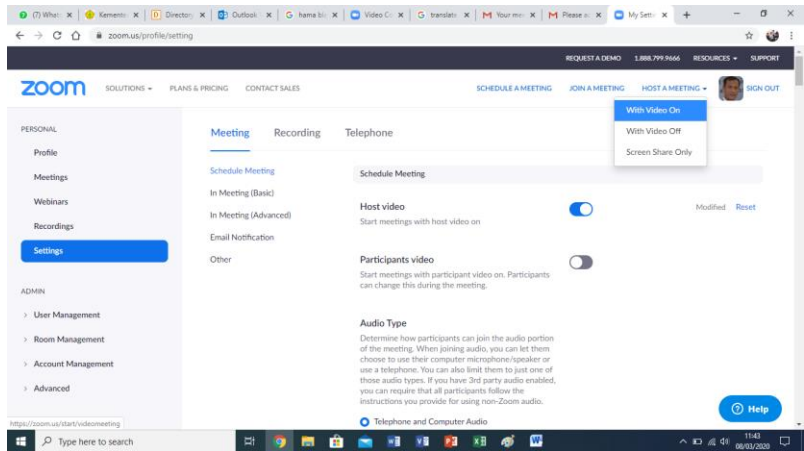 (7) What
Kementri
Directory
Outlook
hama bi
Video C
translate
Your me
Please a
My Setti
zoom.us/profile/setting
REQUEST A DEMO 1.888.799.9666 RESOURCES SUPPORT
zoom SOLUTIONS PLANS & PRICING CONTACT SALES SCHEDULE A MEETING JOIN A MEETING HOST A MEETING SIGN OUT
With Video On
With Video Off
Screen Share Only
PERSONAL
Profile
Meetings
Webinars
Recordings
Settings
ADMIN
User Management
Room Management
Account Management
Advanced
Meeting Recording Telephone
Schedule Meeting
In Meeting (Basic)
In Meeting (Advanced)
Email Notification
Other
Schedule Meeting
Host video
Start meetings with host video on
Modified Reset
Participants video
Start meetings with participant video on. Participants
can change this during the meeting.
Audio Type
Determine how participants can join the audio portion
of the meeting. When joining audio, you can let them
choose to use their computer microphone/speaker or
use a telephone. You can also limit them to just one of
those audio types. If you have 3rd party audio enabled,
you can require that all participants follow the
instructions you provide for using non-Zoom audio.
Telephone and Computer Audio
Help
https://zoom.us/start/videomeeting
Type here to search
11:43
08/03/2020